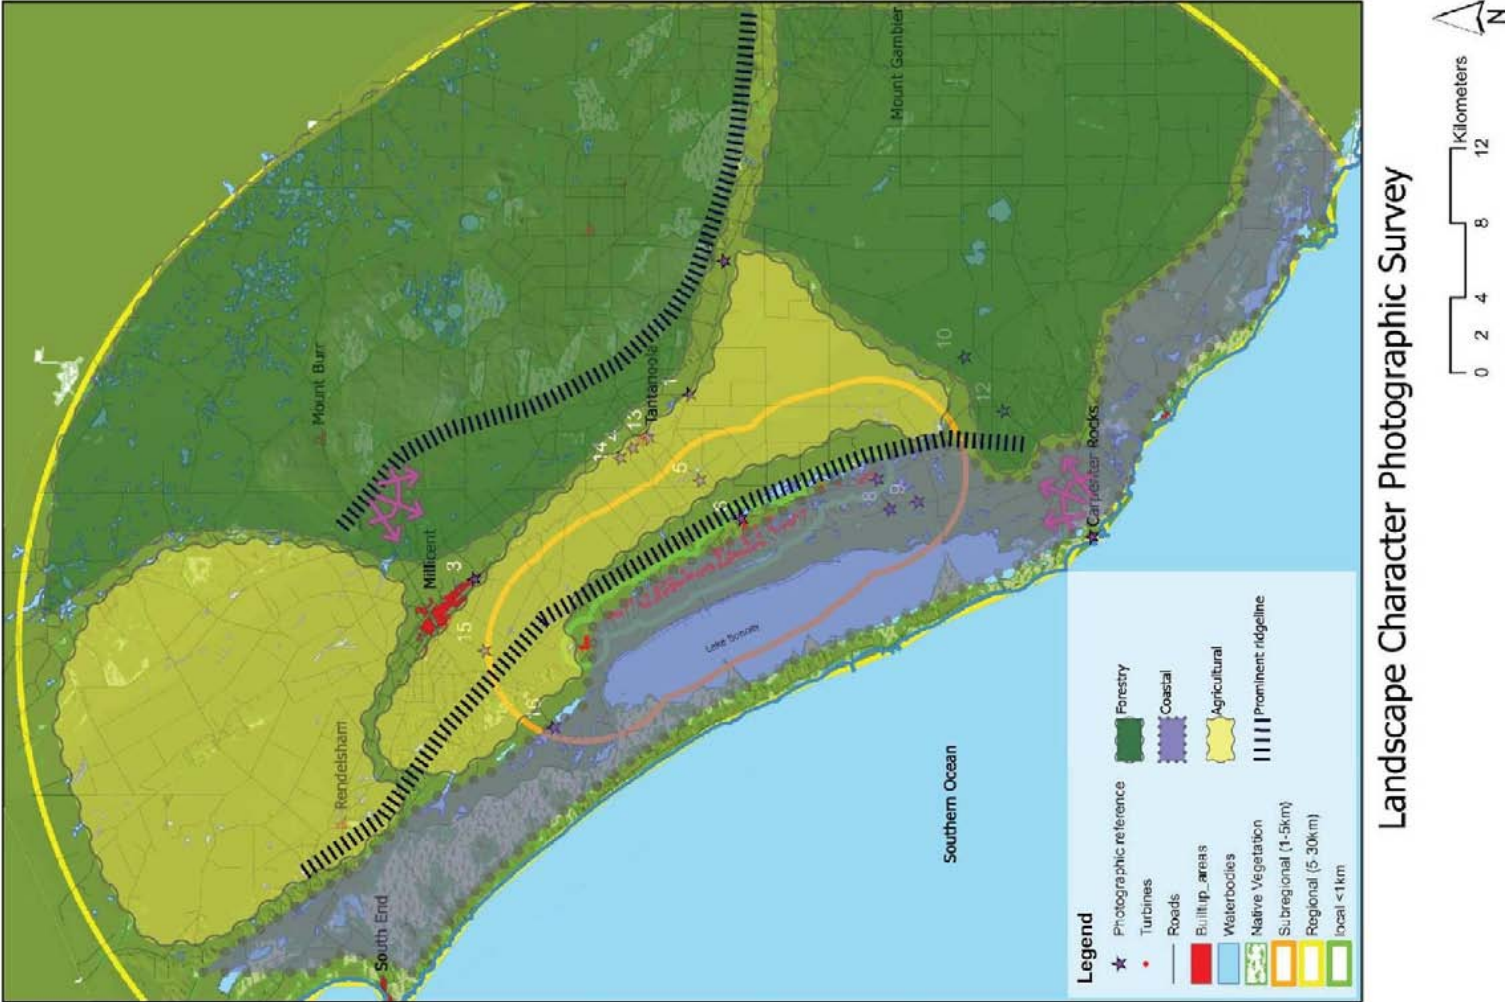 Landscape Character Photographic Survey
N
0 2 4 8 12
Kilometers
Mount Burr
Mount Gambier
Millicent
3
15
14
13
Tantanoola
1
5
6
8
9
10
12
16
Rendelsham
South End
Carpenter Rocks
Lake Bonney
Southern Ocean
Legend
Photographic reference
Turbines
Roads
Builtup_areas
Waterbodies
Native Vegetation
Subregional (1-5km)
Regional (5-30km)
local <1km
Forestry
Coastal
Agricultural
Prominent ridgeline